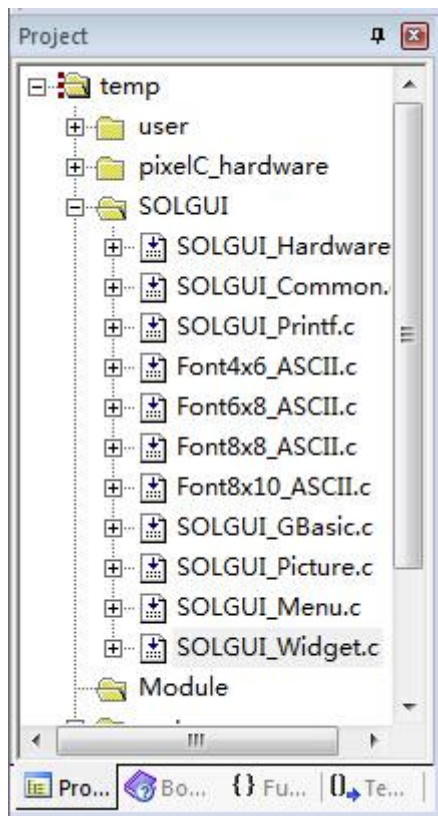 Project
temp
user
pixelC_hardware
SOLGUI
SOLGUI_Hardware
SOLGUI_Common.
SOLGUI_Printf.c
Font4x6_ASCII.c
Font6x8_ASCII.c
Font8x8_ASCII.c
Font8x10_ASCII.c
SOLGUI_GBasic.c
SOLGUI_Picture.c
SOLGUI_Menu.c
SOLGUI_Widget.c
Module
Pro... Bo... {} Fu... 0 Te...